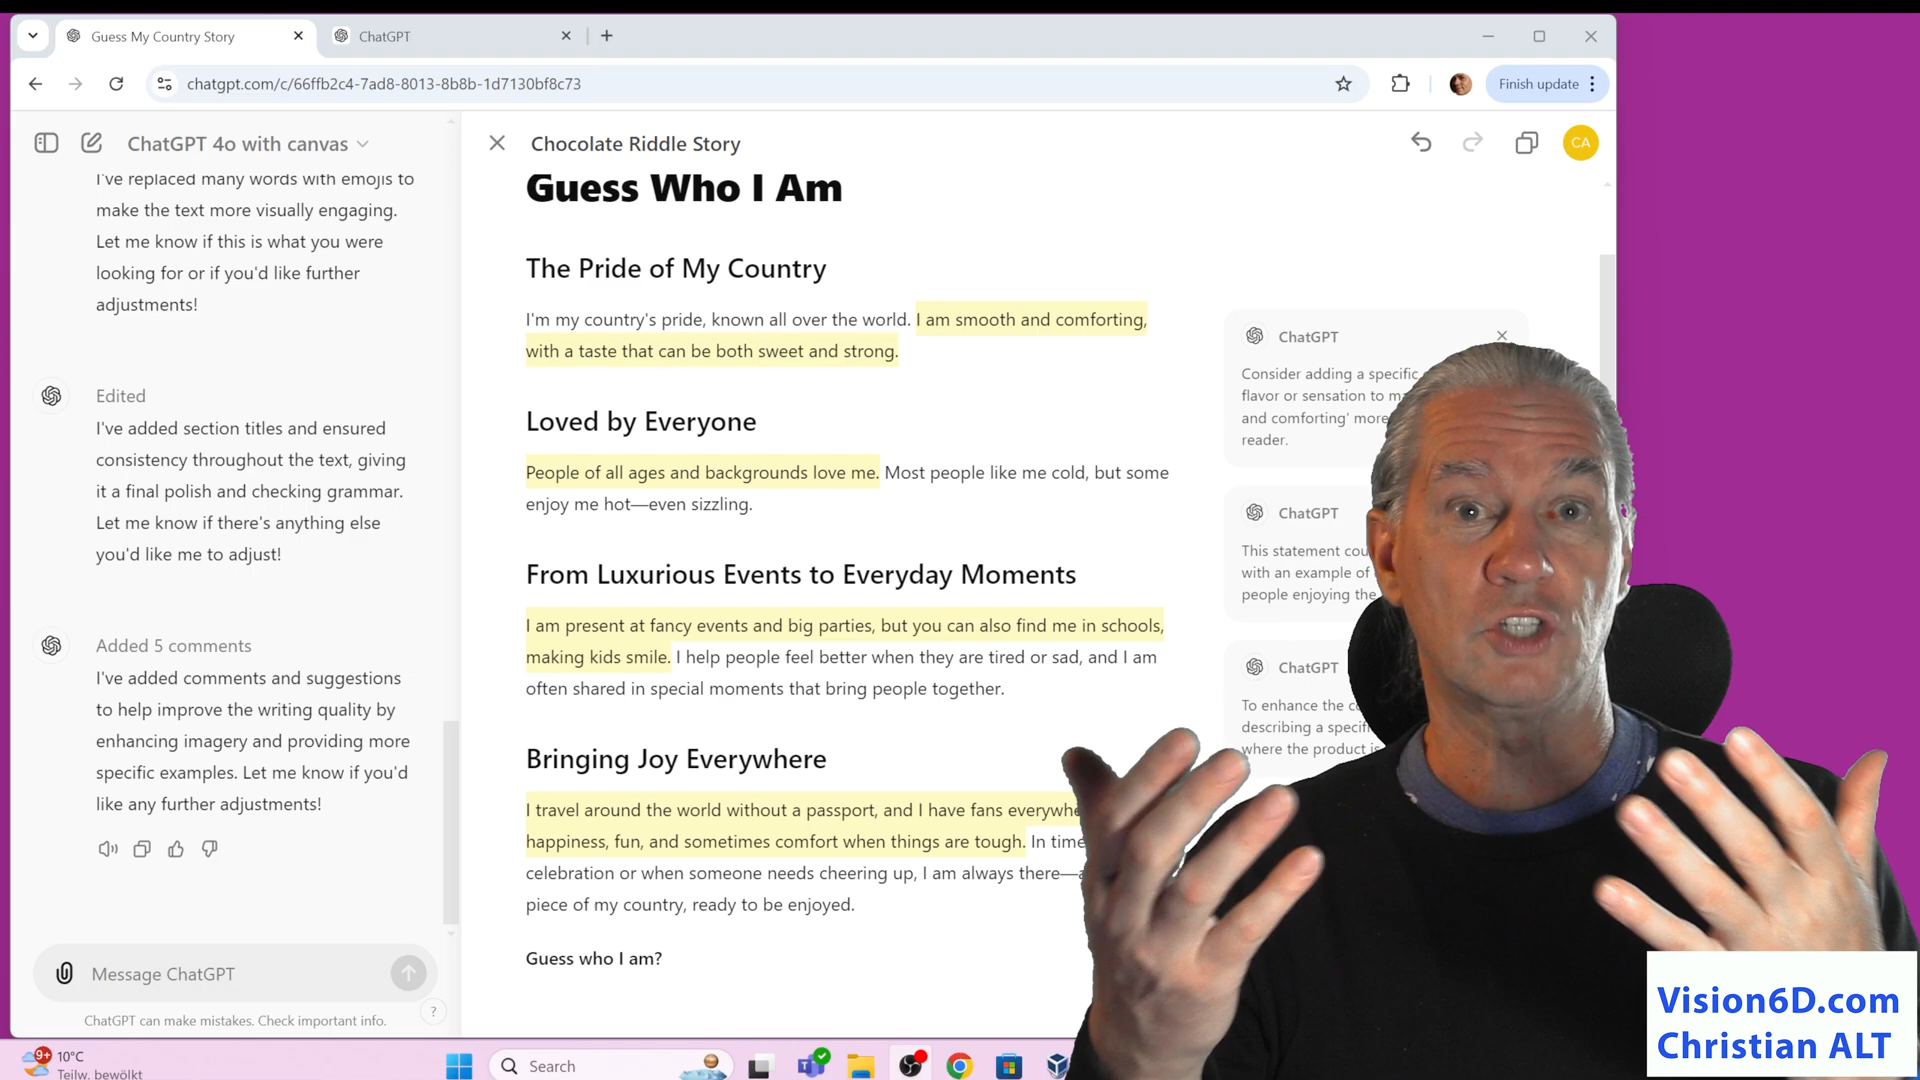 Guess My Country Story
ChatGPT
chatgpt.com/c/66ffb2c4-7ad8-8013-8b8b-1d7130bf8c73
Finish update
ChatGPT 4o with canvas
I've replaced many words with emojis to
make the text more visually engaging.
Let me know if this is what you were
looking for or if you'd like further
adjustments!
Edited
I've added section titles and ensured
consistency throughout the text, giving
it a final polish and checking grammar.
Let me know if there's anything else
you'd like me to adjust!
Added 5 comments
I've added comments and suggestions
to help improve the writing quality by
enhancing imagery and providing more
specific examples. Let me know if you'd
like any further adjustments!
Message ChatGPT
?
ChatGPT can make mistakes. Check important info.
Chocolate Riddle Story
CA
Guess Who I Am
The Pride of My Country
I'm my country's pride, known all over the world. I am smooth and comforting,
with a taste that can be both sweet and strong.
Loved by Everyone
People of all ages and backgrounds love me. Most people like me cold, but some
enjoy me hot—even sizzling.
From Luxurious Events to Everyday Moments
I am present at fancy events and big parties, but you can also find me in schools,
making kids smile. I help people feel better when they are tired or sad, and I am
often shared in special moments that bring people together.
Bringing Joy Everywhere
I travel around the world without a passport, and I have fans everywhe
happiness, fun, and sometimes comfort when things are tough. In time
celebration or when someone needs cheering up, I am always there—a
piece of my country, ready to be enjoyed.
Guess who I am?
ChatGPT
Consider adding a specific
flavor or sensation to m
and comforting' more
reader.
ChatGPT
This statement cou
with an example of
people enjoying the
ChatGPT
To enhance the co
describing a specifi
where the product is
Vision6D.com
Christian ALT
9+
10°C
Teilw. bewölkt
Search